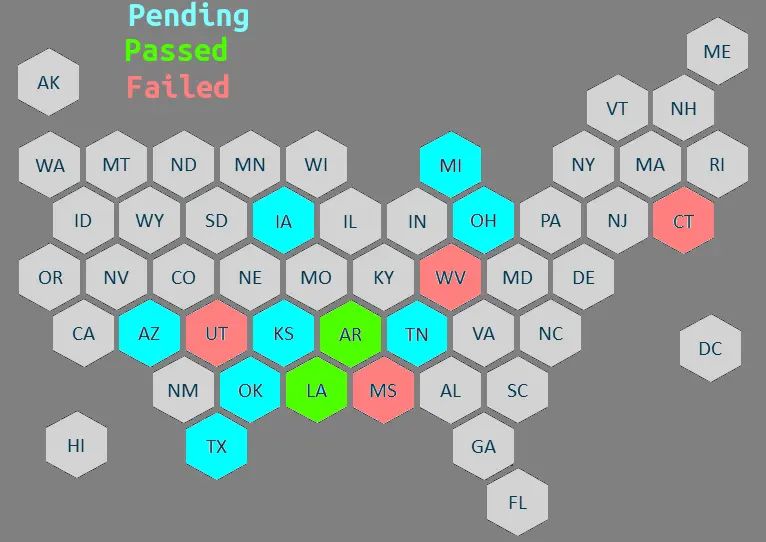 Pending
Passed
Failed
ME
AK
VT NH
WA MT ND MN WI MI NY MA RI
ID WY SD IA IL IN OH PA NJ CT
OR NV CO NE MO KY WV MD DE
CA AZ UT KS AR TN VA NC DC
NM OK LA MS AL SC
HI TX GA
FL